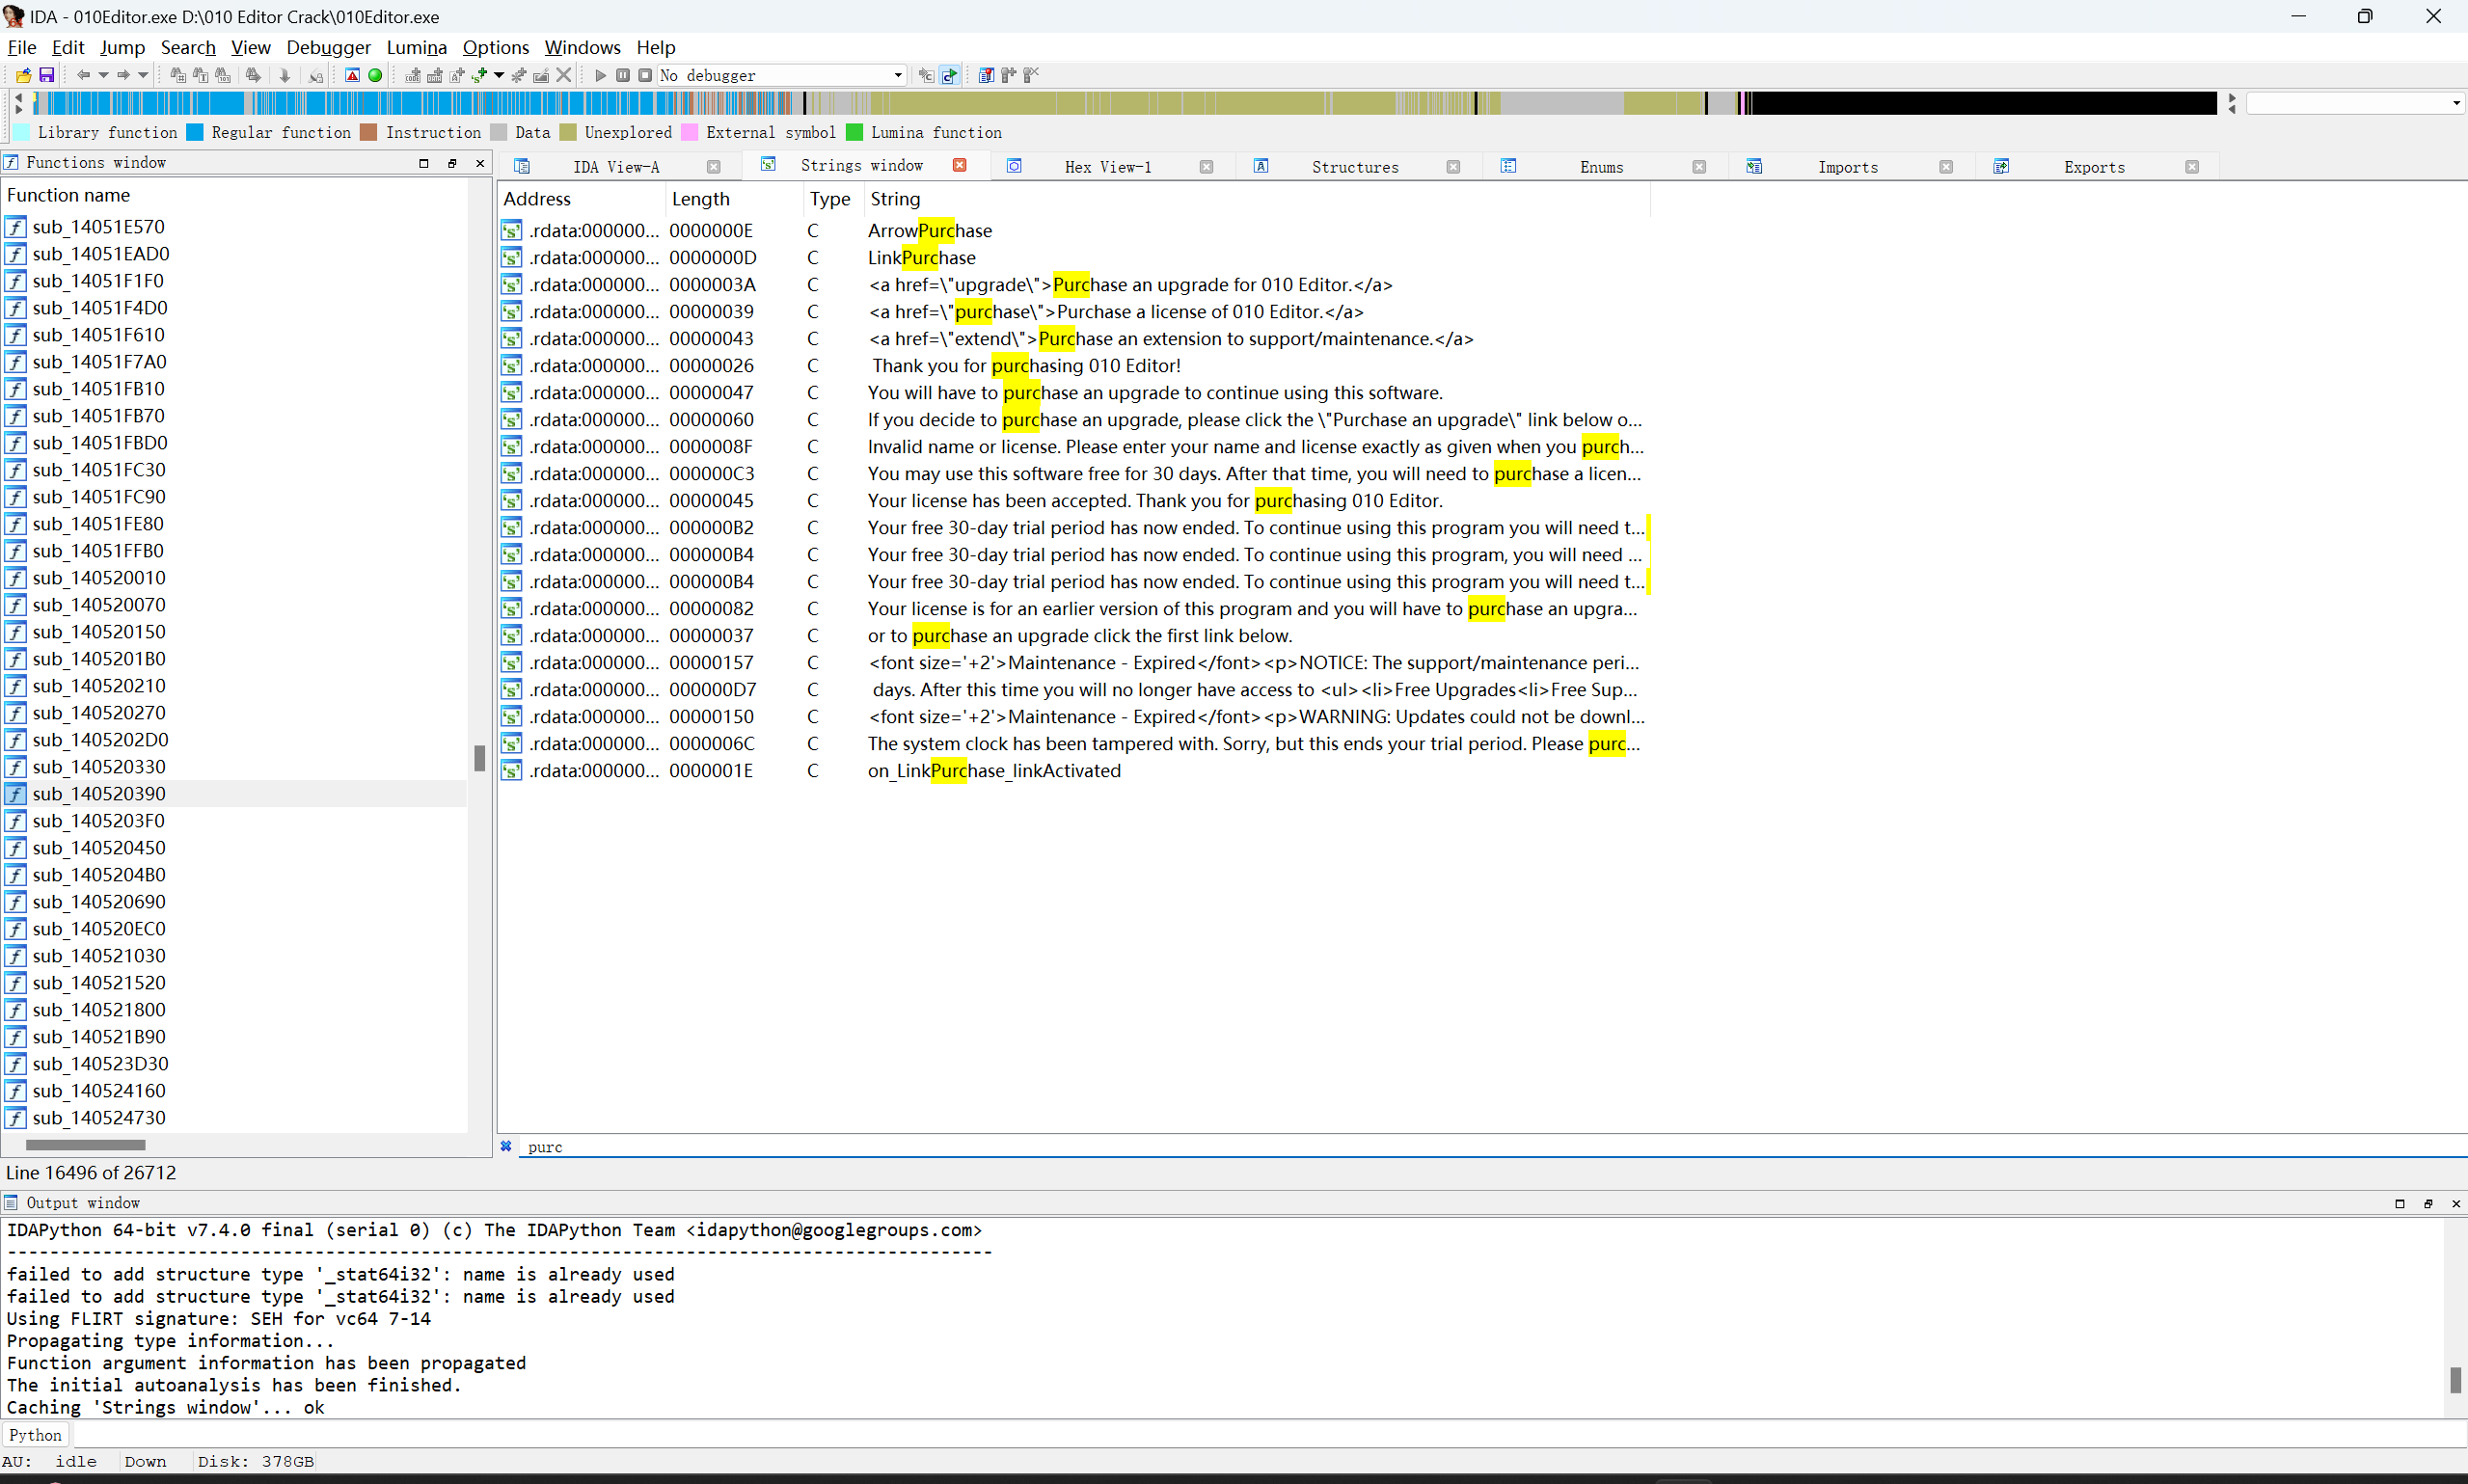 IDA - 010Editor.exe D:\010 Editor Crack\010Editor.exe
File Edit Jump Search View Debugger Lumina Options Windows Help
No debugger
Library function Regular function Instruction Data Unexplored External symbol Lumina function
Functions window
IDA View-A Strings window Hex View-1 Structures Enums Imports Exports
Function name
sub_14051E570
sub_14051EAD0
sub_14051F1F0
sub_14051F4D0
sub_14051F610
sub_14051F7A0
sub_14051FB10
sub_14051FB70
sub_14051FBD0
sub_14051FC30
sub_14051FC90
sub_14051FE80
sub_14051FFB0
sub_140520010
sub_140520070
sub_140520150
sub_1405201B0
sub_140520210
sub_140520270
sub_1405202D0
sub_140520330
sub_140520390
sub_1405203F0
sub_140520450
sub_1405204B0
sub_140520690
sub_140520EC0
sub_140521030
sub_140521520
sub_140521800
sub_140521B90
sub_140523D30
sub_140524160
sub_140524730
Line 16496 of 26712
Address Length Type String
.rdata:000000... 0000000E C ArrowPurchase
.rdata:000000... 0000000D C LinkPurchase
.rdata:000000... 0000003A C <a href=\"upgrade\">Purchase an upgrade for 010 Editor.</a>
.rdata:000000... 00000039 C <a href=\"purchase\">Purchase a license of 010 Editor.</a>
.rdata:000000... 00000043 C <a href=\"extend\">Purchase an extension to support/maintenance.</a>
.rdata:000000... 00000026 C Thank you for purchasing 010 Editor!
.rdata:000000... 00000047 C You will have to purchase an upgrade to continue using this software.
.rdata:000000... 00000060 C If you decide to purchase an upgrade, please click the \"Purchase an upgrade\" link below o...
.rdata:000000... 0000008F C Invalid name or license. Please enter your name and license exactly as given when you purch...
.rdata:000000... 000000C3 C You may use this software free for 30 days. After that time, you will need to purchase a licen...
.rdata:000000... 00000045 C Your license has been accepted. Thank you for purchasing 010 Editor.
.rdata:000000... 000000B2 C Your free 30-day trial period has now ended. To continue using this program you will need t...
.rdata:000000... 000000B4 C Your free 30-day trial period has now ended. To continue using this program, you will need ...
.rdata:000000... 000000B4 C Your free 30-day trial period has now ended. To continue using this program you will need t...
.rdata:000000... 00000082 C Your license is for an earlier version of this program and you will have to purchase an upgra...
.rdata:000000... 00000037 C or to purchase an upgrade click the first link below.
.rdata:000000... 00000157 C <font size='+2'>Maintenance - Expired</font><p>NOTICE: The support/maintenance peri...
.rdata:000000... 000000D7 C days. After this time you will no longer have access to <ul><li>Free Upgrades<li>Free Sup...
.rdata:000000... 00000150 C <font size='+2'>Maintenance - Expired</font><p>WARNING: Updates could not be downl...
.rdata:000000... 0000006C C The system clock has been tampered with. Sorry, but this ends your trial period. Please purc...
.rdata:000000... 0000001E C on_LinkPurchase_linkActivated
purc
Output window
IDAPython 64-bit v7.4.0 final (serial 0) (c) The IDAPython Team <idapython@googlegroups.com>
--------------------------------------------------------------------------------------------
failed to add structure type '_stat64i32': name is already used
failed to add structure type '_stat64i32': name is already used
Using FLIRT signature: SEH for vc64 7-14
Propagating type information...
Function argument information has been propagated
The initial autoanalysis has been finished.
Caching 'Strings window'... ok
Python
AU: idle Down Disk: 378GB